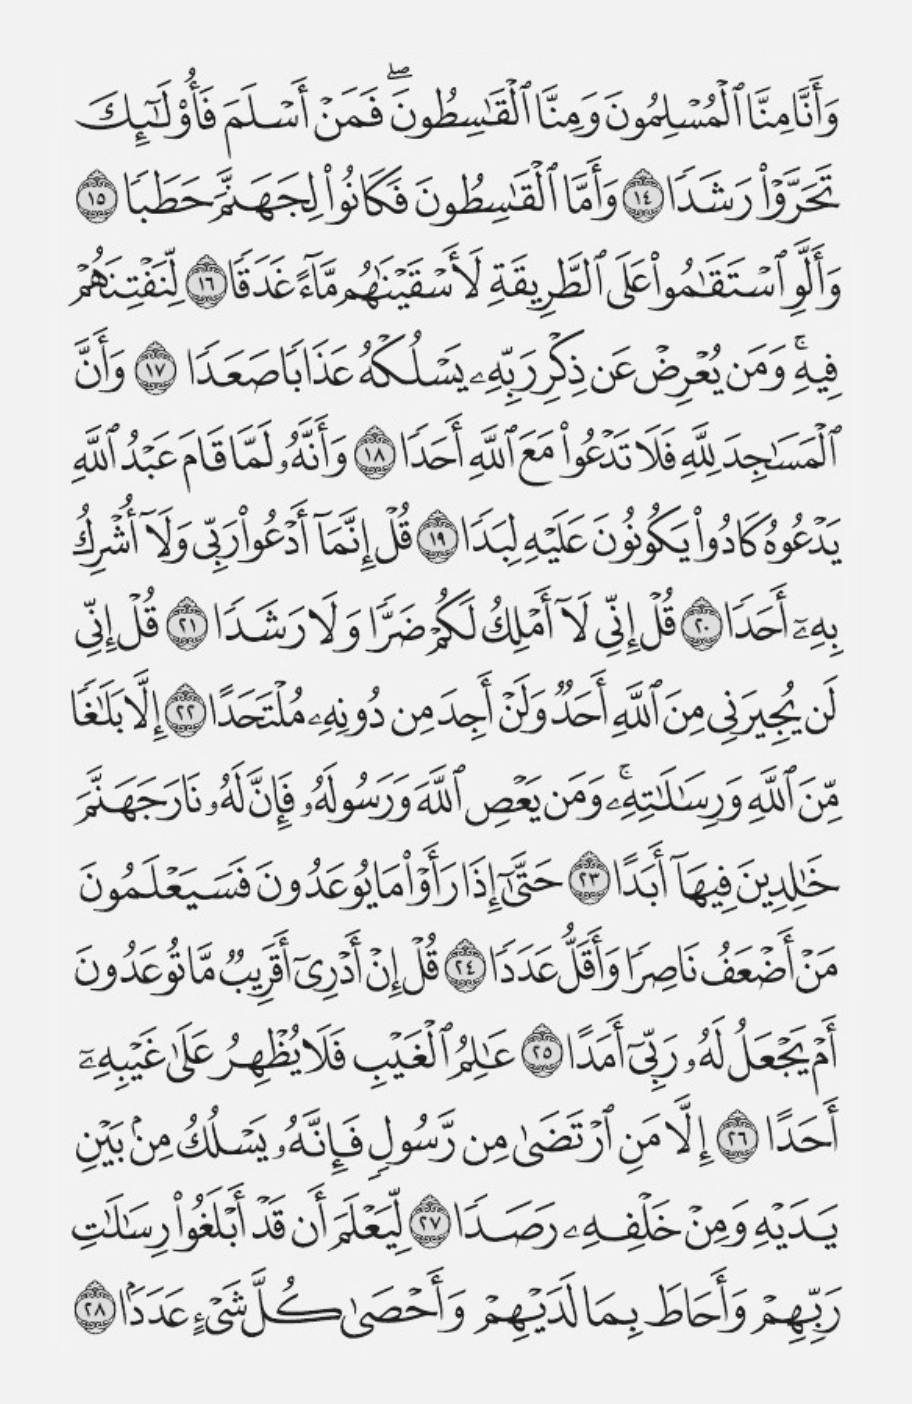 وَأَنَّا مِنَّا ٱلْمُسْلِمُونَ وَمِنَّا ٱلْقَٰسِطُونَ ۖ فَمَنْ أَسْلَمَ فَأُو۟لَٰٓئِكَ
تَحَرَّوْا۟ رَشَدًا ١٤ وَأَمَّا ٱلْقَٰسِطُونَ فَكَانُوا۟ لِجَهَنَّمَ حَطَبًا ١٥
وَأَلَّوِ ٱسْتَقَٰمُوا۟ عَلَى ٱلطَّرِيقَةِ لَأَسْقَيْنَٰهُم مَّآءً غَدَقًا ١٦ لِّنَفْتِنَهُمْ
فِيهِ ۚ وَمَن يُعْرِضْ عَن ذِكْرِ رَبِّهِۦ يَسْلُكْهُ عَذَابًا صَعَدًا ١٧ وَأَنَّ
ٱلْمَسَٰجِدَ لِلَّهِ فَلَا تَدْعُوا۟ مَعَ ٱللَّهِ أَحَدًا ١٨ وَأَنَّهُۥ لَمَّا قَامَ عَبْدُ ٱللَّهِ
يَدْعُوهُ كَادُوا۟ يَكُونُونَ عَلَيْهِ لِبَدًا ١٩ قُلْ إِنَّمَآ أَدْعُوا۟ رَبِّى وَلَآ أُشْرِكُ
بِهِۦٓ أَحَدًا ٢٠ قُلْ إِنِّى لَآ أَمْلِكُ لَكُمْ ضَرًّا وَلَا رَشَدًا ٢١ قُلْ إِنِّى
لَن يُجِيرَنِى مِنَ ٱللَّهِ أَحَدٌ وَلَنْ أَجِدَ مِن دُونِهِۦ مُلْتَحَدًا ٢٢ إِلَّا بَلَٰغًا
مِّنَ ٱللَّهِ وَرِسَٰلَٰتِهِۦ ۚ وَمَن يَعْصِ ٱللَّهَ وَرَسُولَهُۥ فَإِنَّ لَهُۥ نَارَ جَهَنَّمَ
خَٰلِدِينَ فِيهَآ أَبَدًا ٢٣ حَتَّىٰٓ إِذَا رَأَوْا۟ مَا يُوعَدُونَ فَسَيَعْلَمُونَ
مَنْ أَضْعَفُ نَاصِرًا وَأَقَلُّ عَدَدًا ٢٤ قُلْ إِنْ أَدْرِىٓ أَقَرِيبٌ مَّا تُوعَدُونَ
أَمْ يَجْعَلُ لَهُۥ رَبِّىٓ أَمَدًا ٢٥ عَٰلِمُ ٱلْغَيْبِ فَلَا يُظْهِرُ عَلَىٰ غَيْبِهِۦٓ
أَحَدًا ٢٦ إِلَّا مَنِ ٱرْتَضَىٰ مِن رَّسُولٍ فَإِنَّهُۥ يَسْلُكُ مِنۢ بَيْنِ
يَدَيْهِ وَمِنْ خَلْفِهِۦ رَصَدًا ٢٧ لِّيَعْلَمَ أَن قَدْ أَبْلَغُوا۟ رِسَٰلَٰتِ
رَبِّهِمْ وَأَحَاطَ بِمَا لَدَيْهِمْ وَأَحْصَىٰ كُلَّ شَىْءٍ عَدَدًۢا ٢٨